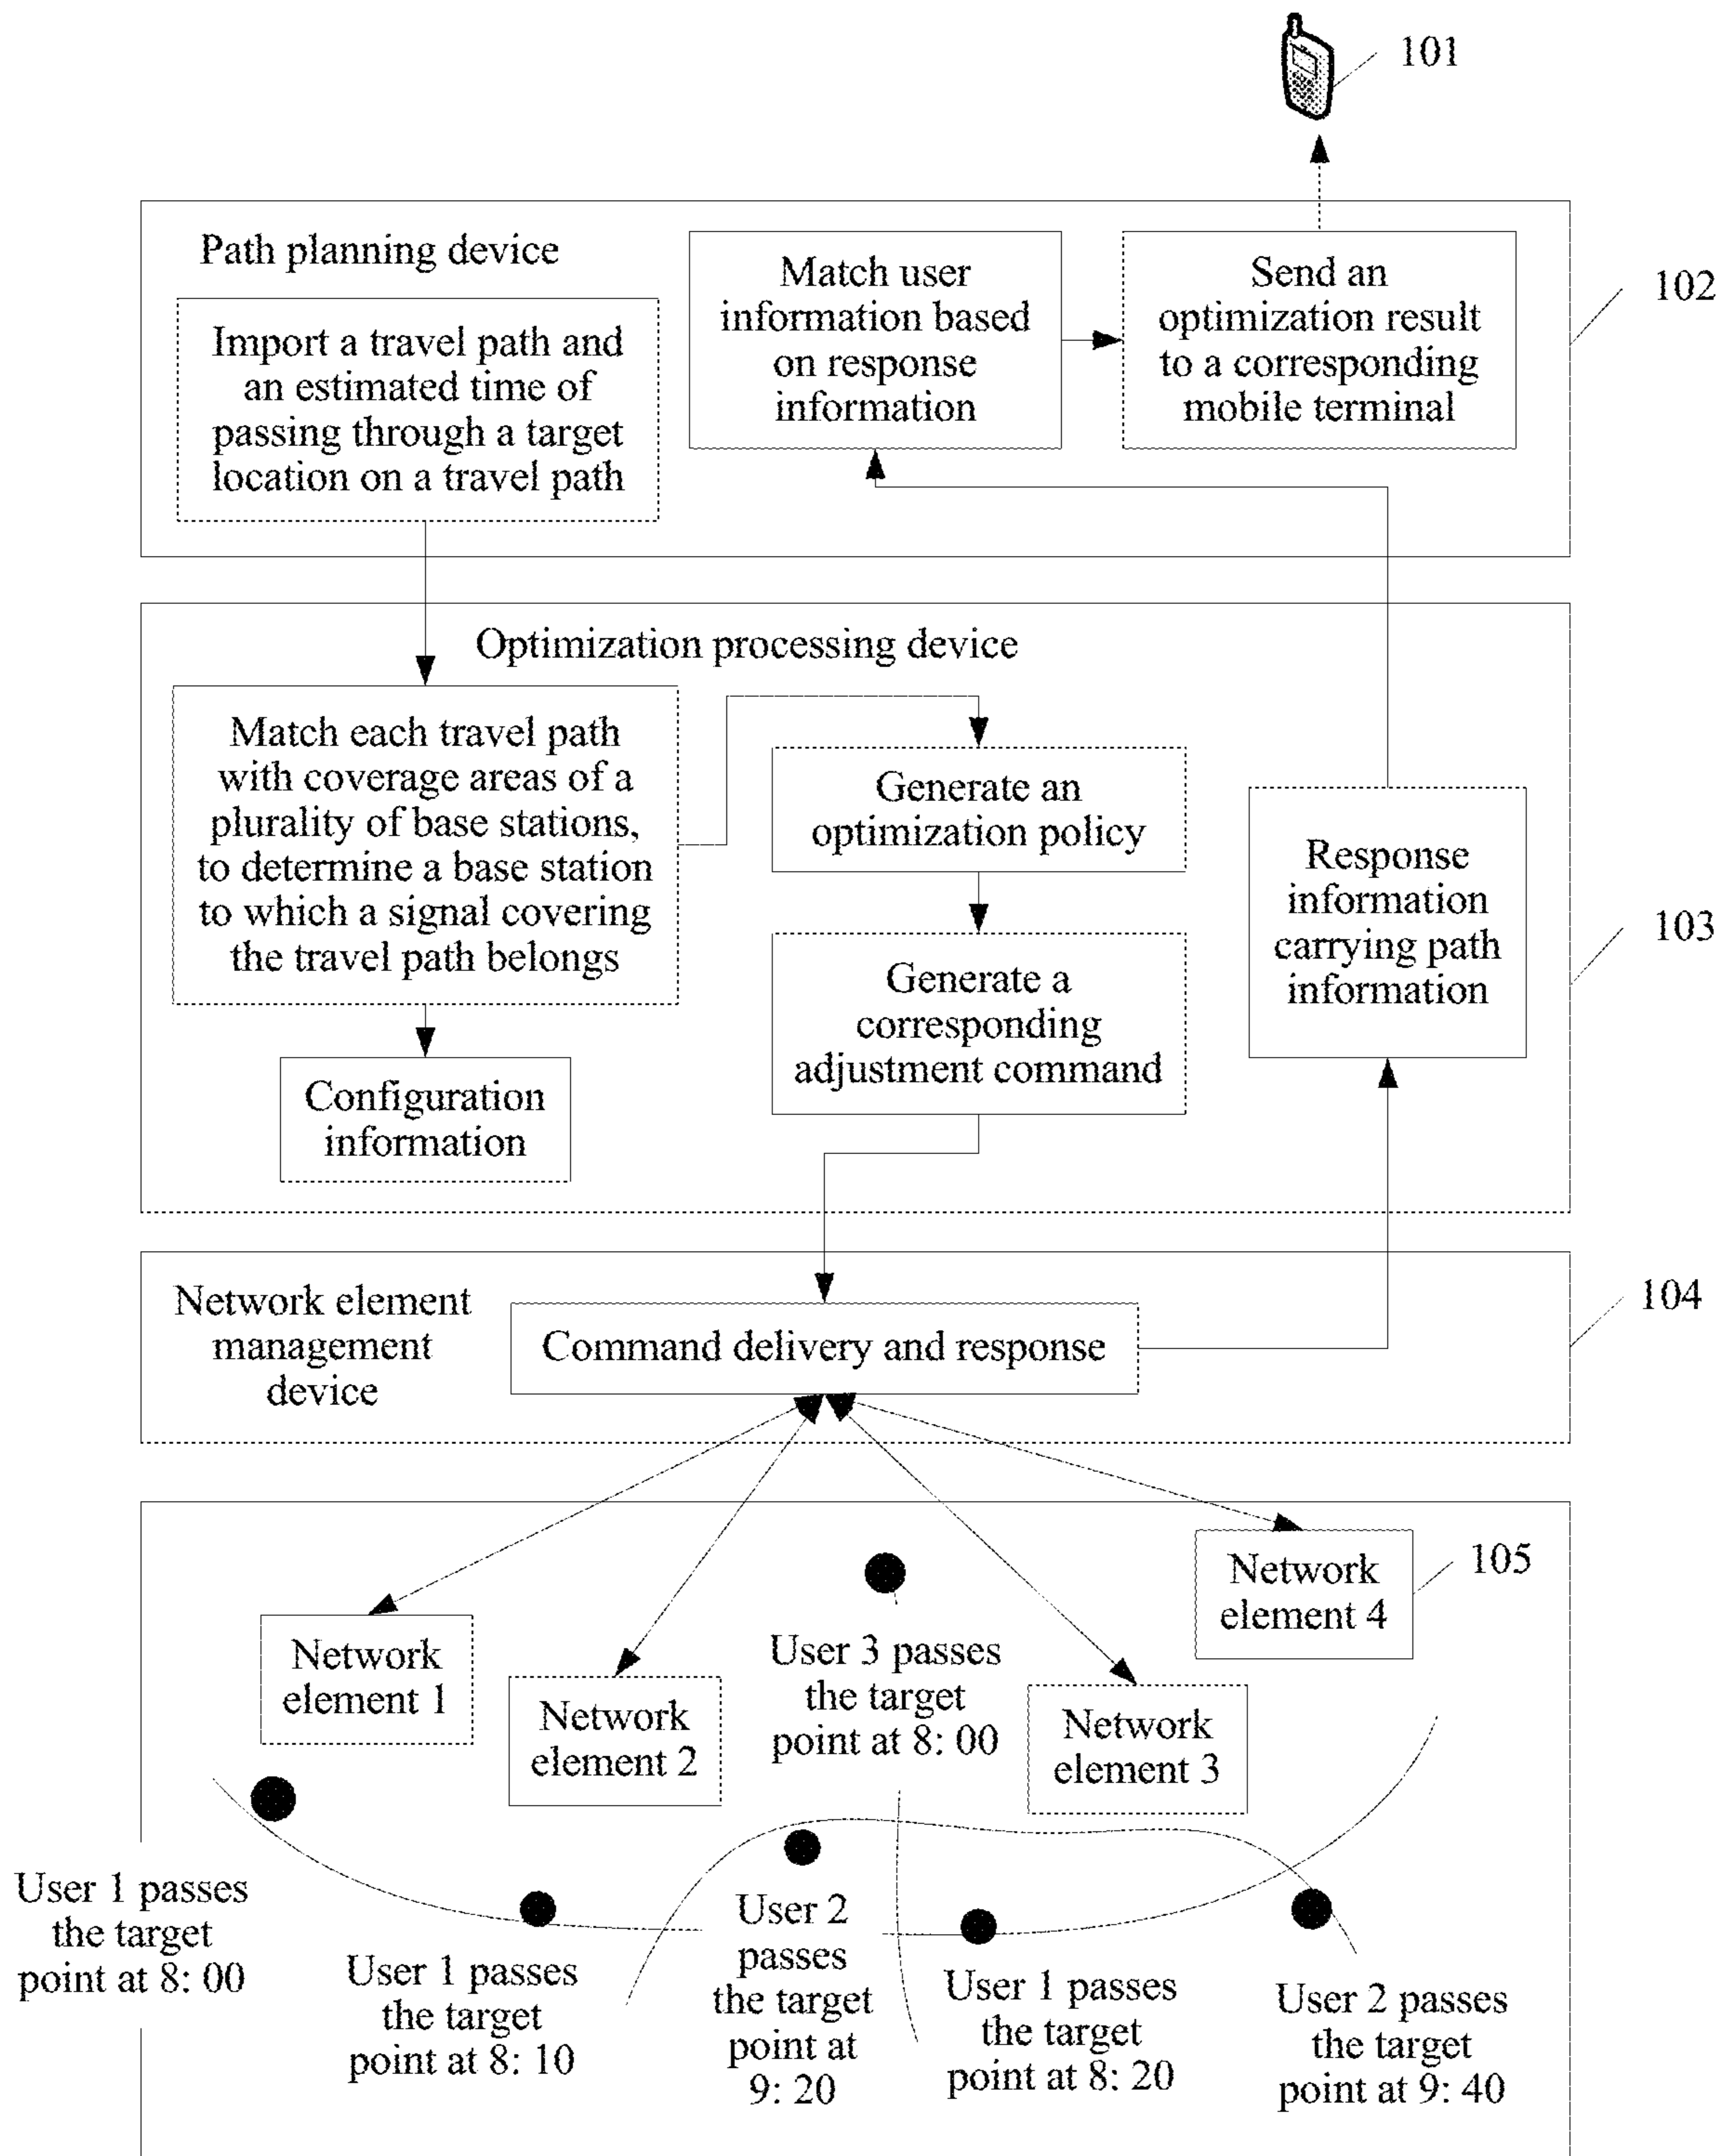 101
Path planning device
Import a travel path and
an estimated time of
passing through a target
location on a travel path
Match user
information based
on response
information
Send an
optimization result
to a corresponding
mobile terminal
102
Optimization processing device
Match each travel path
with coverage areas of a
plurality of base stations,
to determine a base station
to which a signal covering
the travel path belongs
Configuration
information
Generate an
optimization policy
Generate a
corresponding
adjustment command
Response
information
carrying path
information
103
Network element
management
device
Command delivery and response
104
Network
element 1
Network
element 2
User 3 passes
the target
point at 8: 00
Network
element 3
Network
element 4
105
User 1 passes
the target
point at 8: 00
User 1 passes
the target
point at 8: 10
User 2
passes
the target
point at
9: 20
User 1 passes
the target
point at 8: 20
User 2 passes
the target
point at 9: 40